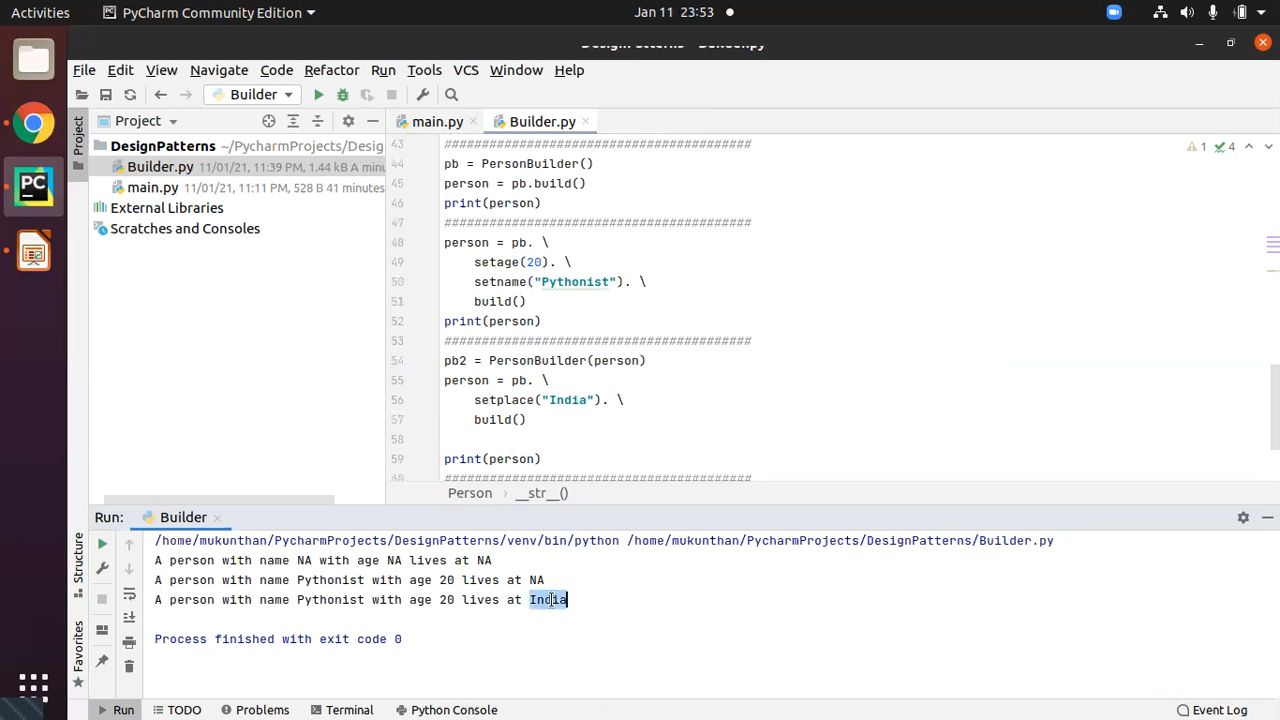 Activities PyCharm Community Edition Jan 11 23:53
DesignPatterns - Builder.py
File Edit View Navigate Code Refactor Run Tools VCS Window Help
Builder
Project main.py Builder.py
Project
DesignPatterns ~/PycharmProjects/Desig
Builder.py 11/01/21, 11:39 PM, 1.44 kB A minu
main.py 11/01/21, 11:11 PM, 528 B 41 minutes
External Libraries
Scratches and Consoles
1 4
43 #########################################
44 pb = PersonBuilder()
45 person = pb.build()
46 print(person)
47 #########################################
48 person = pb. \
49 setage(20). \
50 setname("Pythonist"). \
51 build()
52 print(person)
53 #########################################
54 pb2 = PersonBuilder(person)
55 person = pb. \
56 setplace("India"). \
57 build()
58
59 print(person)
60 #########################################
Person › __str__()
Run: Builder
/home/mukunthan/PycharmProjects/DesignPatterns/venv/bin/python /home/mukunthan/PycharmProjects/DesignPatterns/Builder.py
A person with name NA with age NA lives at NA
A person with name Pythonist with age 20 lives at NA
A person with name Pythonist with age 20 lives at India
Process finished with exit code 0
Structure
Favorites
Run TODO Problems Terminal Python Console Event Log